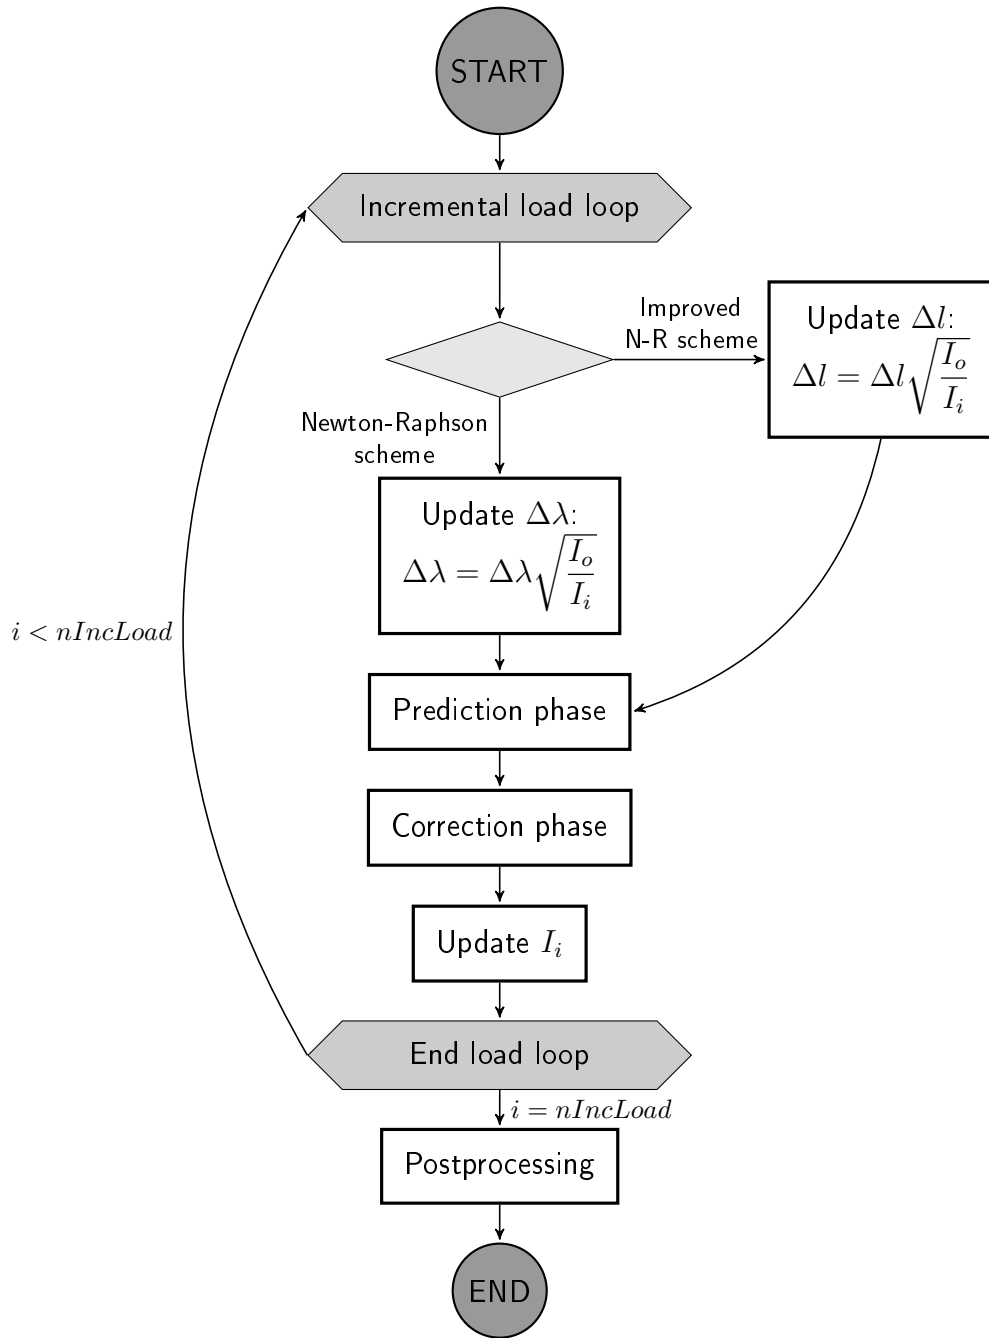 START
Incremental load loop
Improved
N-R scheme
Update Δl:
Δl = Δl√(I_o/I_i)
Newton-Raphson
scheme
Update Δλ:
Δλ = Δλ√(I_o/I_i)
i < nIncLoad
Prediction phase
Correction phase
Update I_i
End load loop
i = nIncLoad
Postprocessing
END